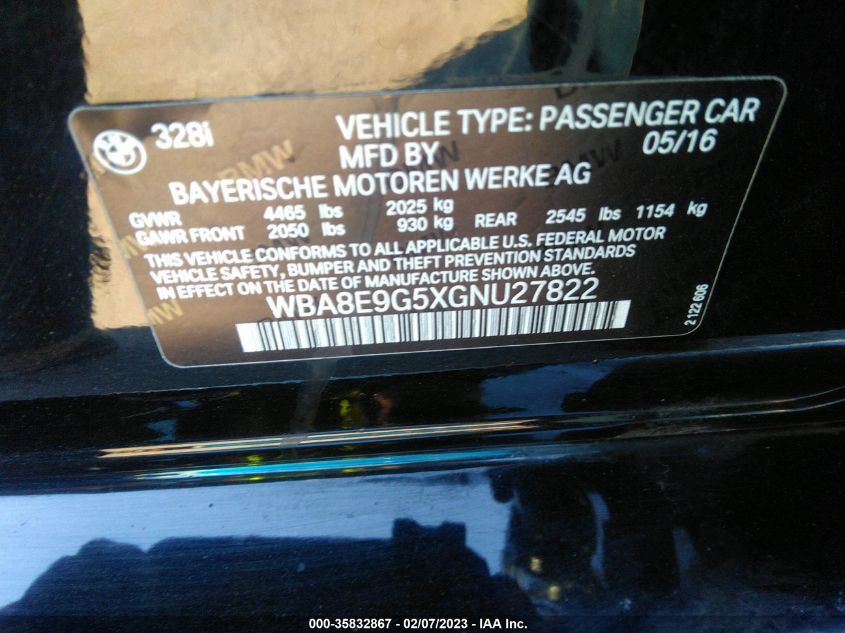 328i VEHICLE TYPE: PASSENGER CAR
MFD BY 05/16
BAYERISCHE MOTOREN WERKE AG
GVWR 4465 lbs 2025 kg
GAWR FRONT 2050 lbs 930 kg REAR 2545 lbs 1154 kg
THIS VEHICLE CONFORMS TO ALL APPLICABLE U.S. FEDERAL MOTOR
VEHICLE SAFETY, BUMPER AND THEFT PREVENTION STANDARDS
IN EFFECT ON THE DATE OF MANUFACTURE SHOWN ABOVE.
WBA8E9G5XGNU27822
2 122 606
000-35832867 - 02/07/2023 - IAA Inc.